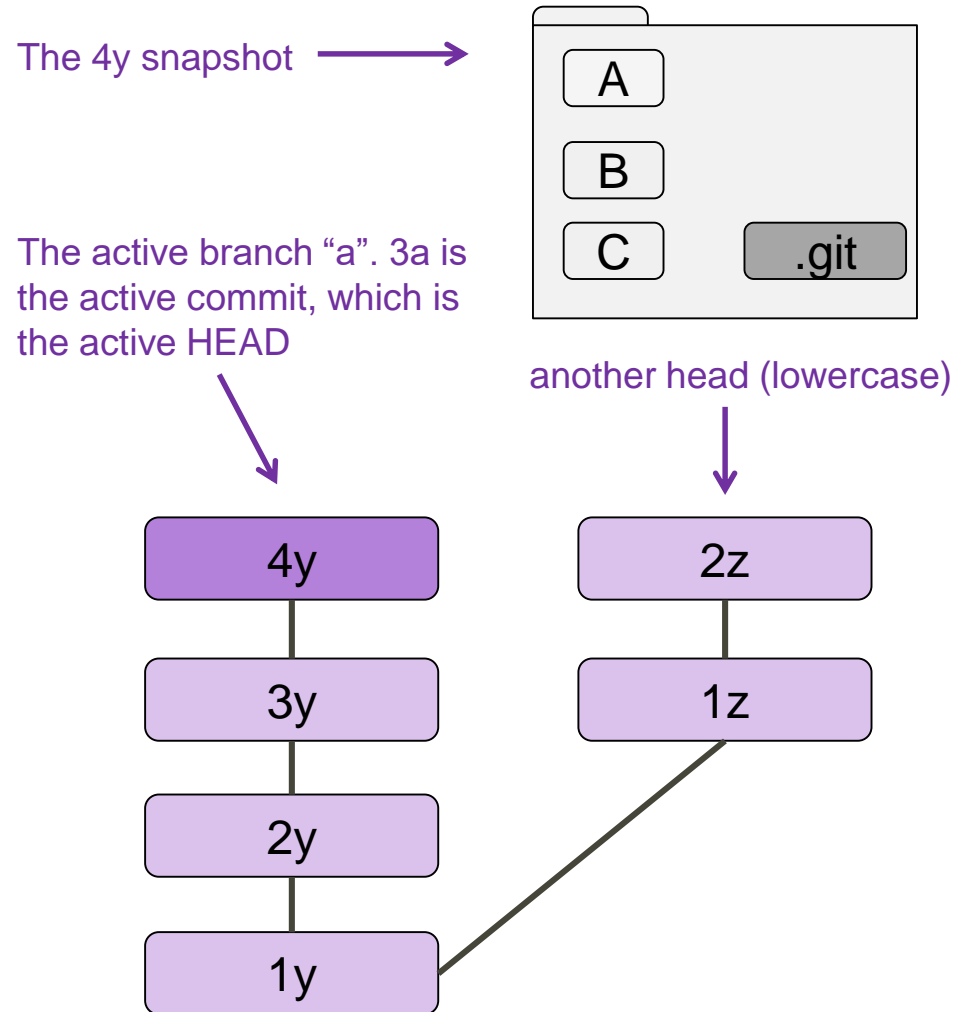 The 4y snapshot
A
B
C
.git
The active branch “a”. 3a is
the active commit, which is
the active HEAD
another head (lowercase)
4y
2z
3y
1z
2y
1y